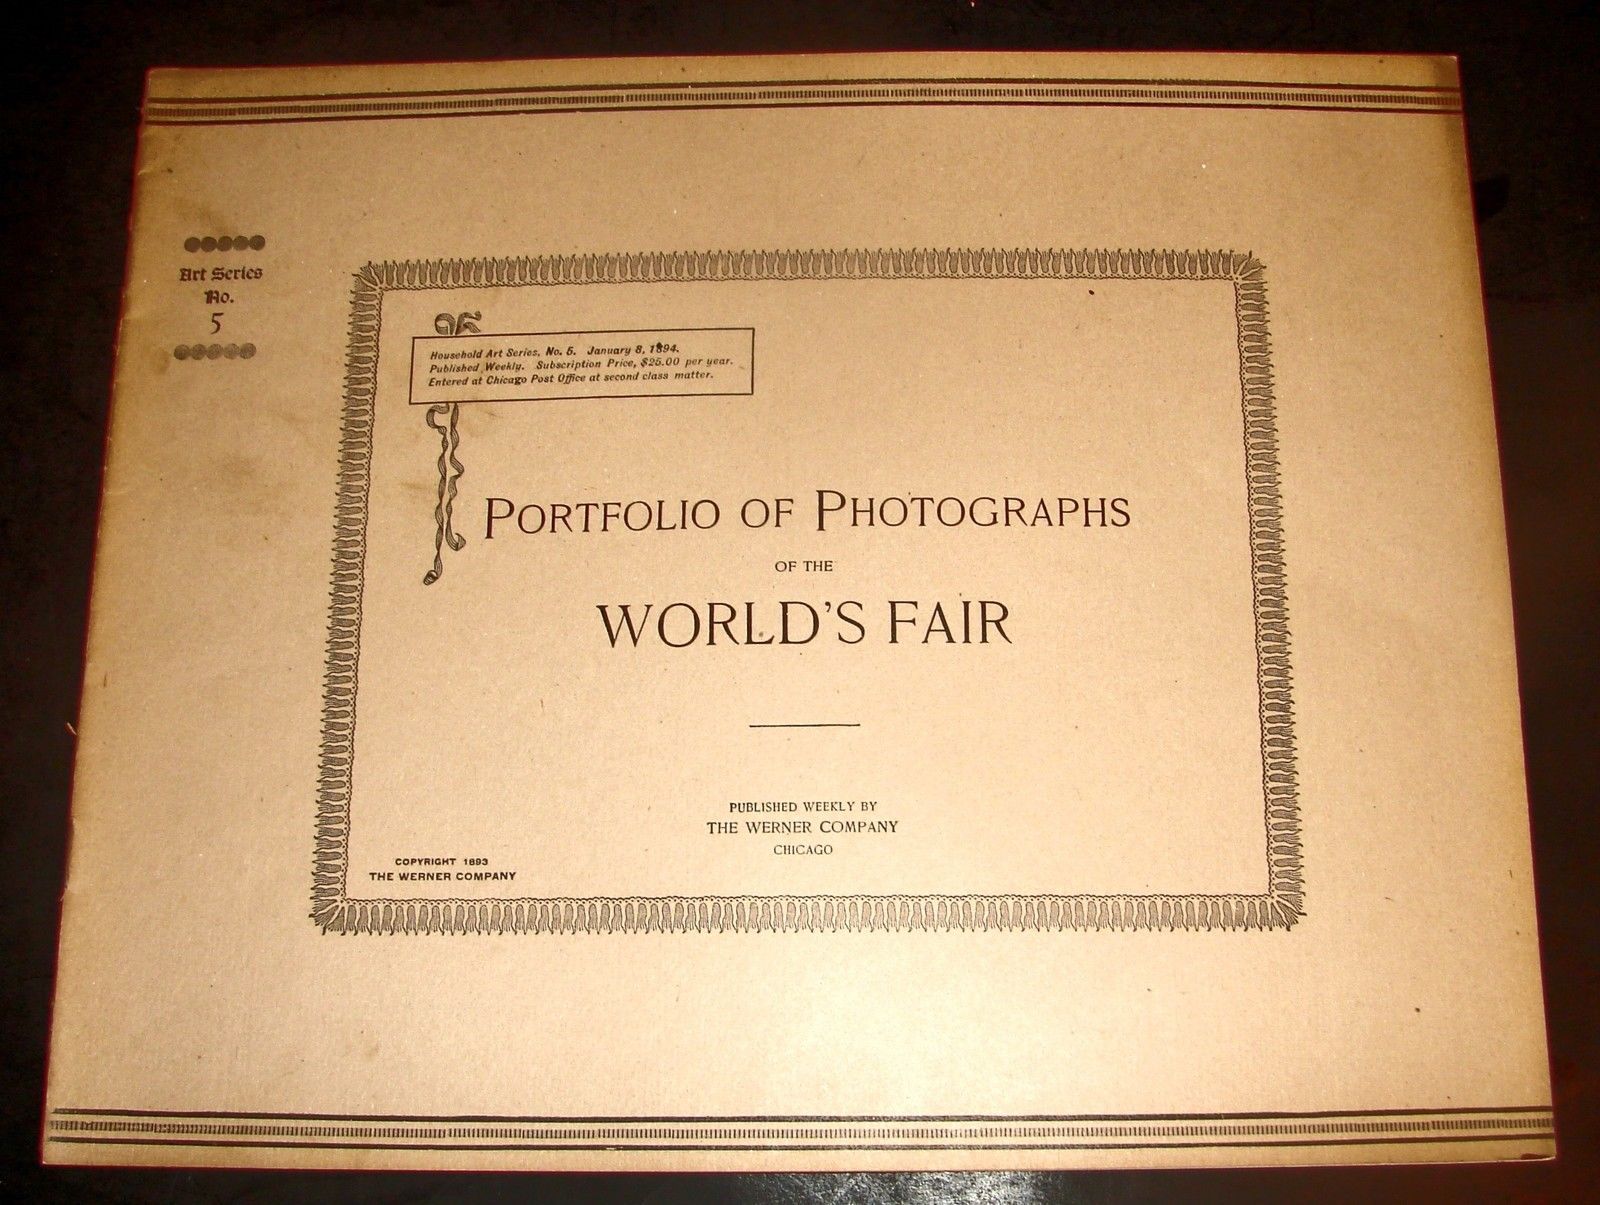 Art Series
No.
5
Household Art Series, No. 5. January 8, 1894.
Published Weekly. Subscription Price, $25.00 per year.
Entered at Chicago Post Office at second class matter.
PORTFOLIO OF PHOTOGRAPHS
OF THE
WORLD'S FAIR
PUBLISHED WEEKLY BY
THE WERNER COMPANY
CHICAGO
COPYRIGHT 1893
THE WERNER COMPANY